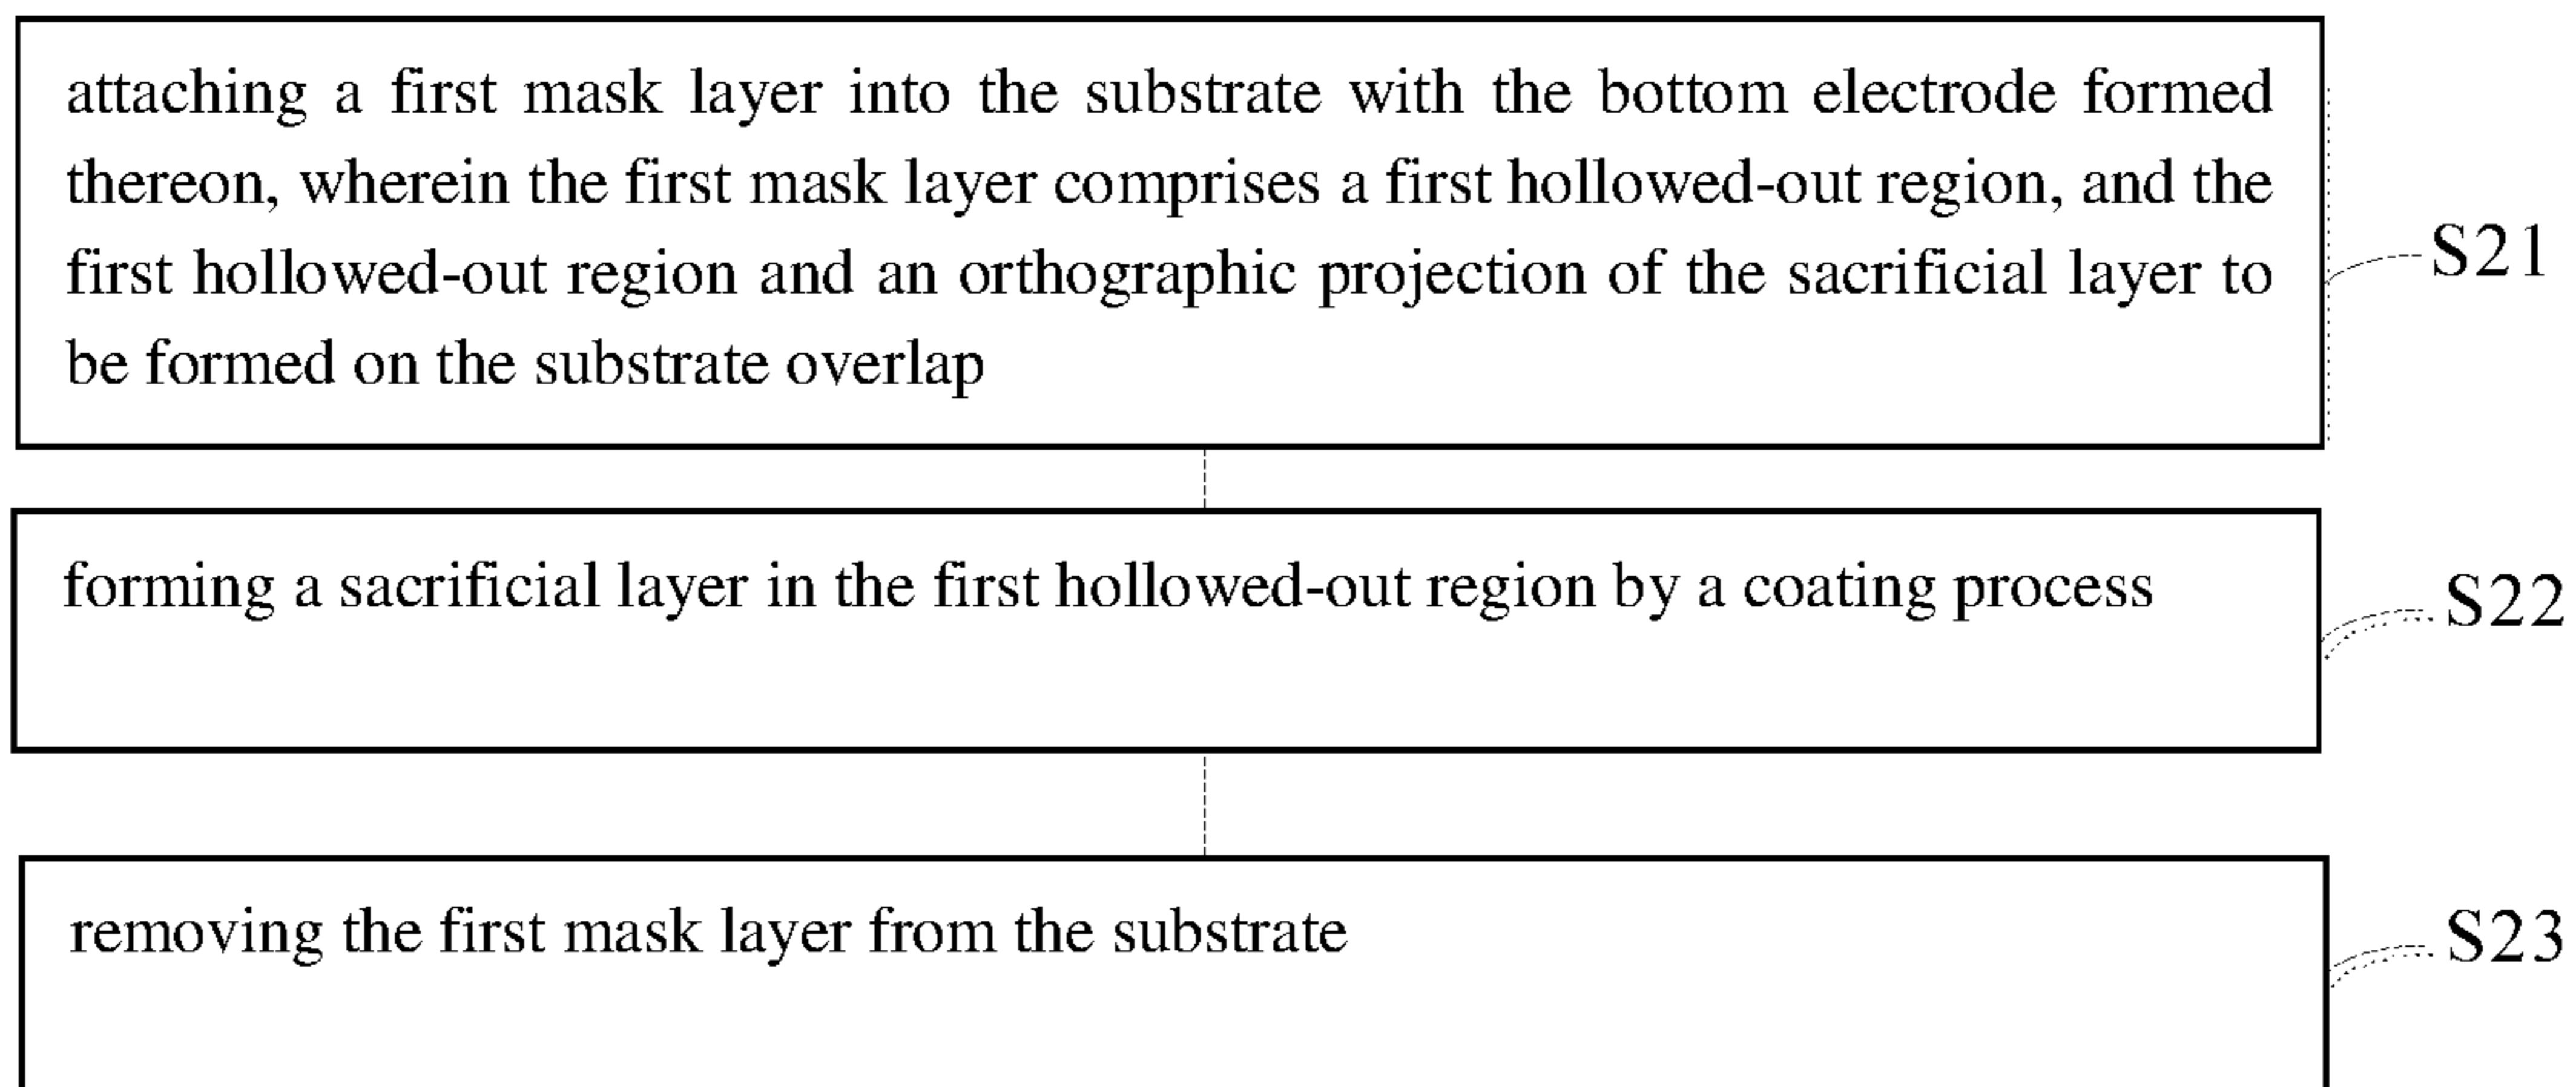 attaching a first mask layer into the substrate with the bottom electrode formed
thereon, wherein the first mask layer comprises a first hollowed-out region, and the
first hollowed-out region and an orthographic projection of the sacrificial layer to
be formed on the substrate overlap
S21
forming a sacrificial layer in the first hollowed-out region by a coating process
S22
removing the first mask layer from the substrate
S23